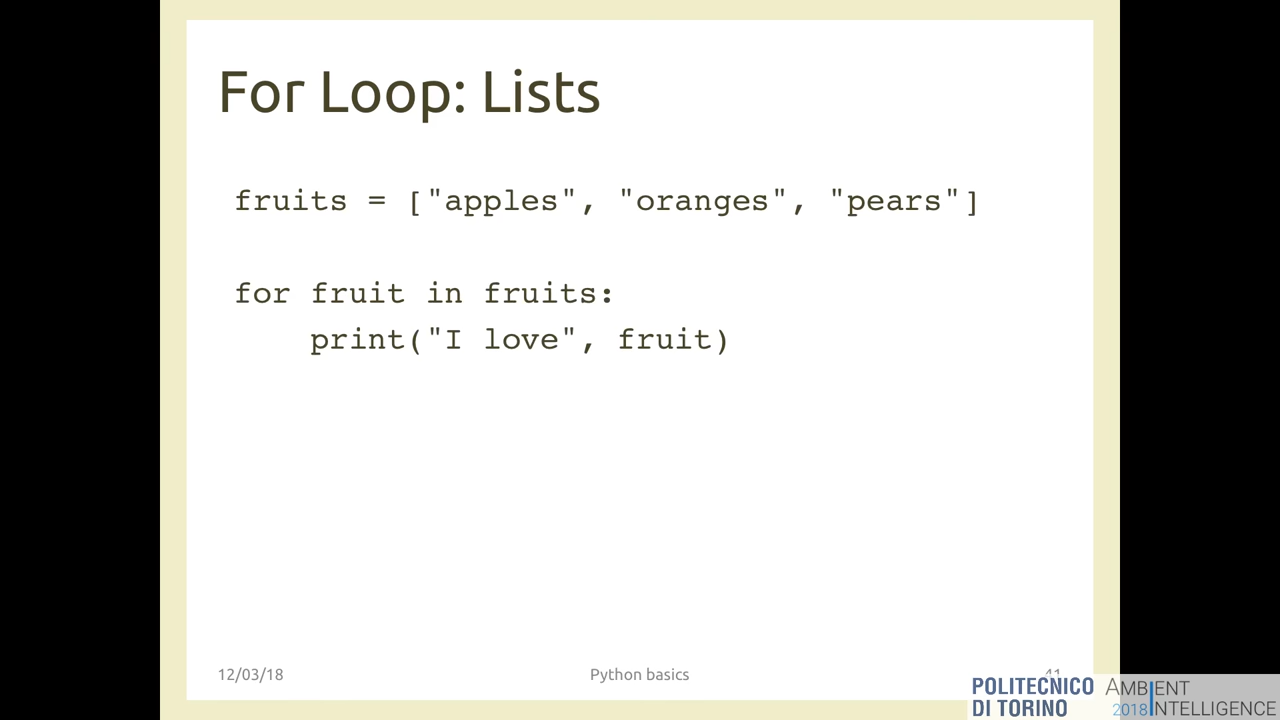 For Loop: Lists
fruits = ["apples", "oranges", "pears"]
for fruit in fruits:
    print("I love", fruit)
12/03/18
Python basics
41
POLITECNICO
DI TORINO
AMBIENT
2018 INTELLIGENCE